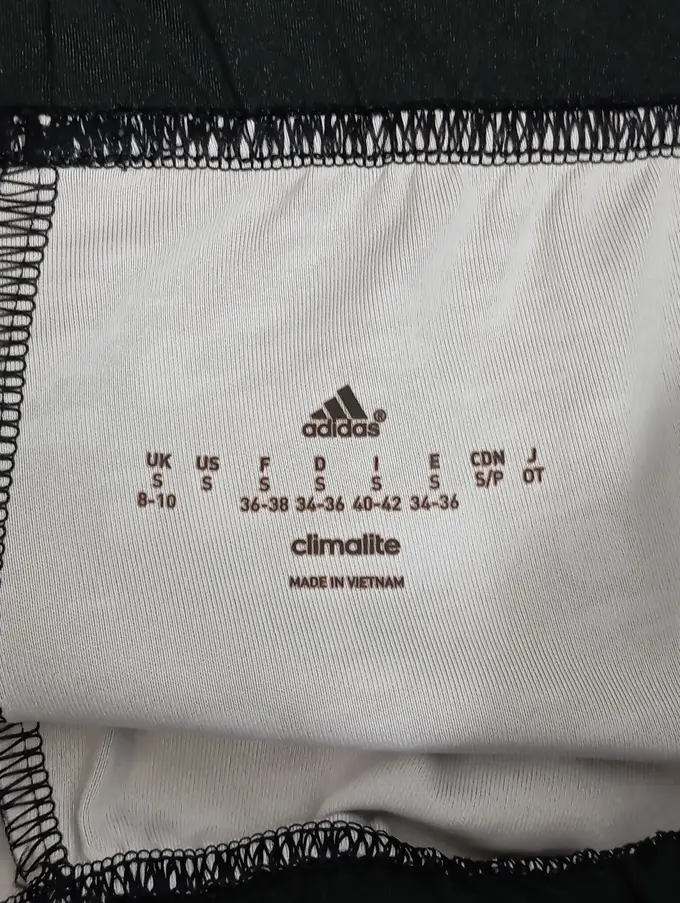 adidas®
UK US F D I E CDN J
S S S S S S S/P OT
8-10 36-38 34-36 40-42 34-36
climalite
MADE IN VIETNAM